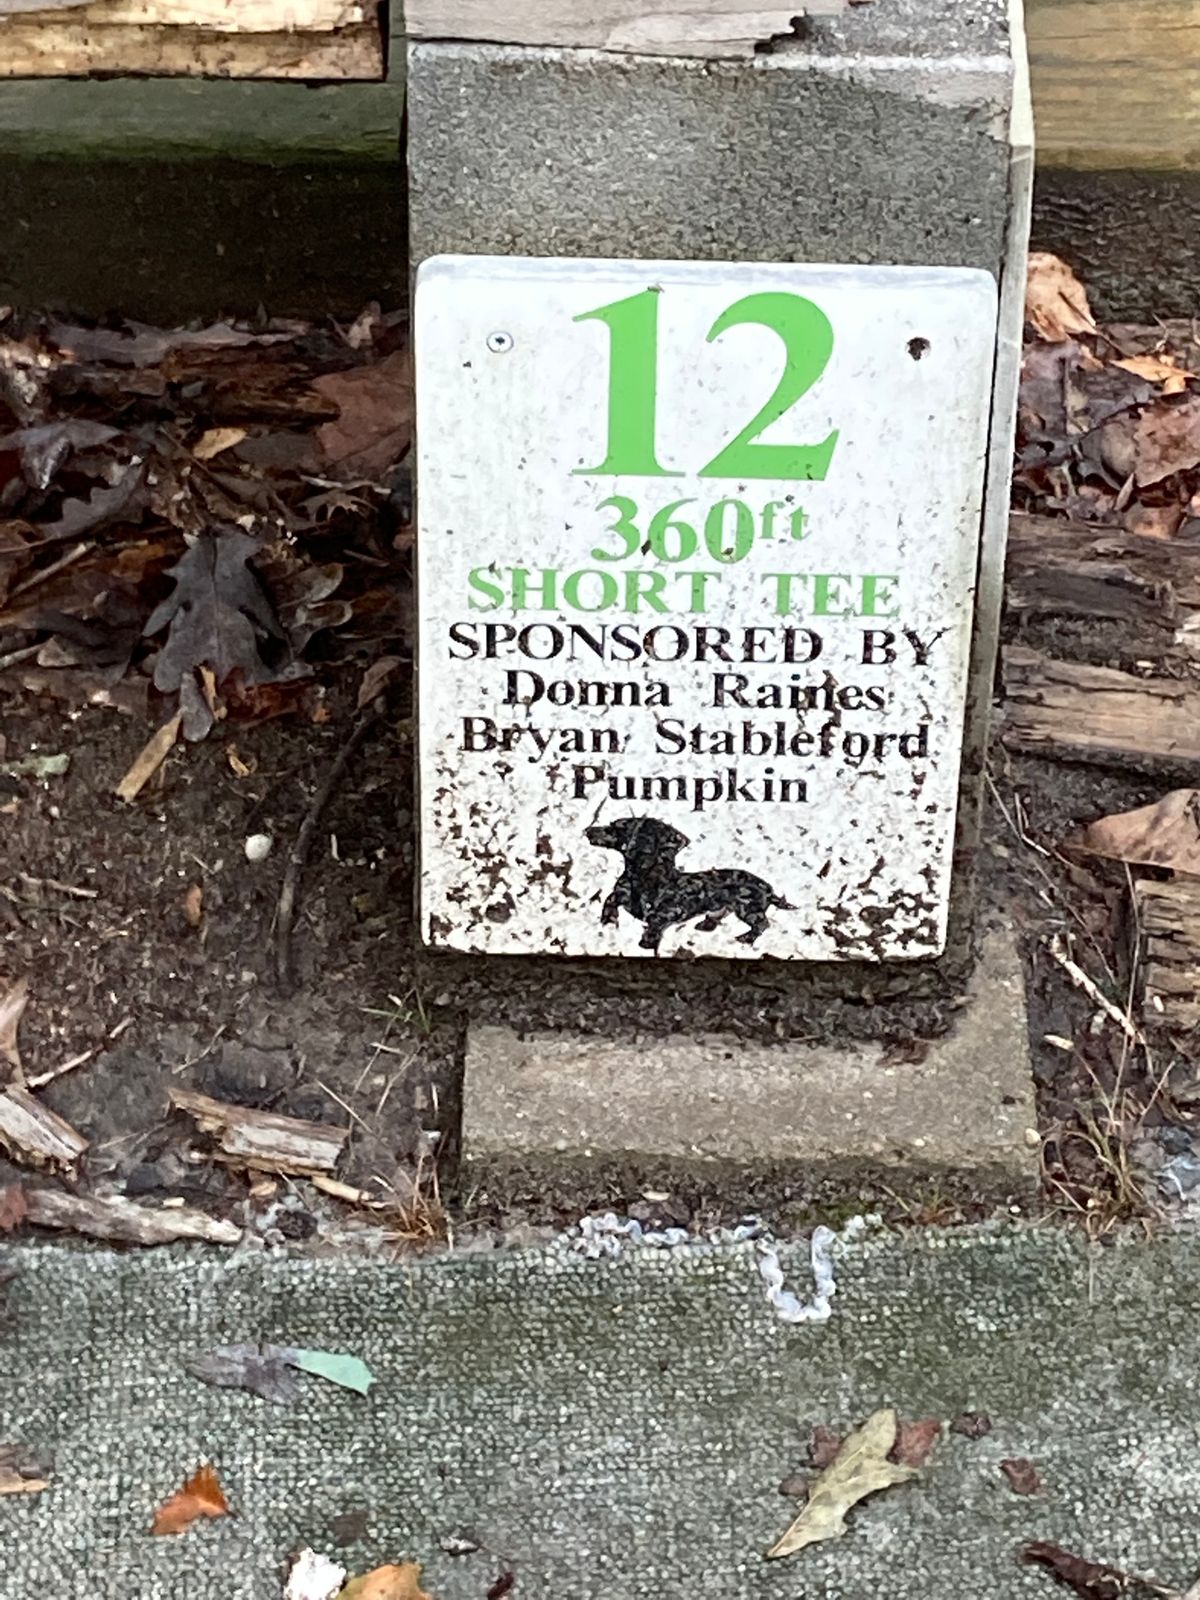 12
360ft
SHORT TEE
SPONSORED BY
Donna Raines
Bryan Stableford
Pumpkin